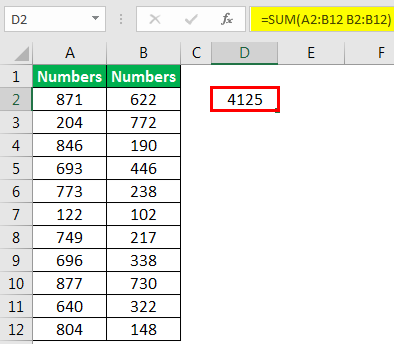 D2 fx =SUM(A2:B12 B2:B12)
A B C D E F
1 Numbers Numbers
2 871 622 4125
3 204 772
4 846 190
5 693 446
6 773 238
7 122 102
8 749 217
9 696 338
10 877 730
11 640 322
12 804 148